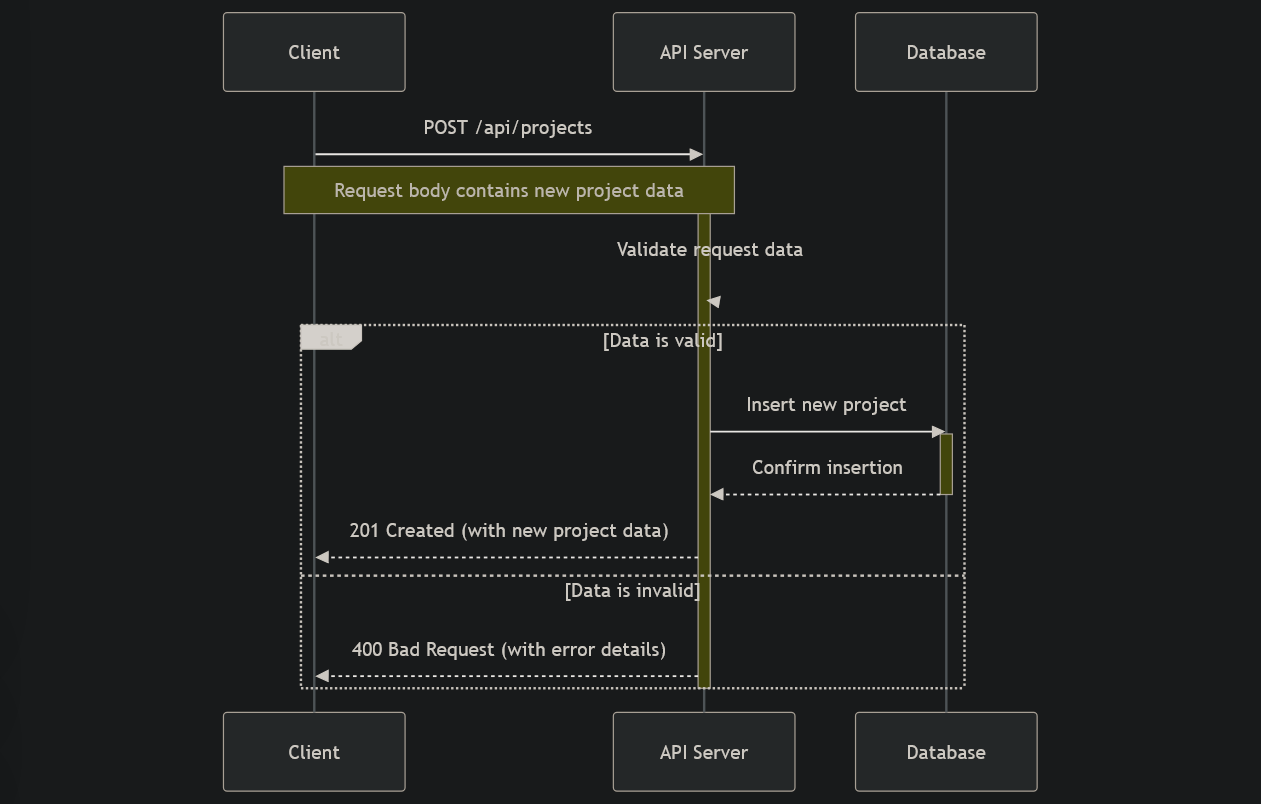 Client
API Server
Database
POST /api/projects
Request body contains new project data
Validate request data
alt
[Data is valid]
Insert new project
Confirm insertion
201 Created (with new project data)
[Data is invalid]
400 Bad Request (with error details)
Client
API Server
Database